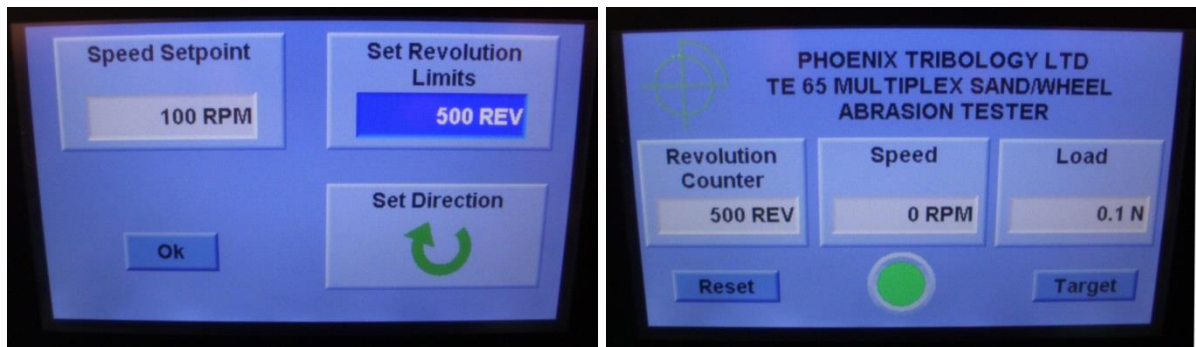 Speed Setpoint
100 RPM
Set Revolution
Limits
500 REV
Set Direction
Ok
PHOENIX TRIBOLOGY LTD
TE 65 MULTIPLEX SAND/WHEEL
ABRASION TESTER
Revolution
Counter
500 REV
Speed
0 RPM
Load
0.1 N
Reset
Target